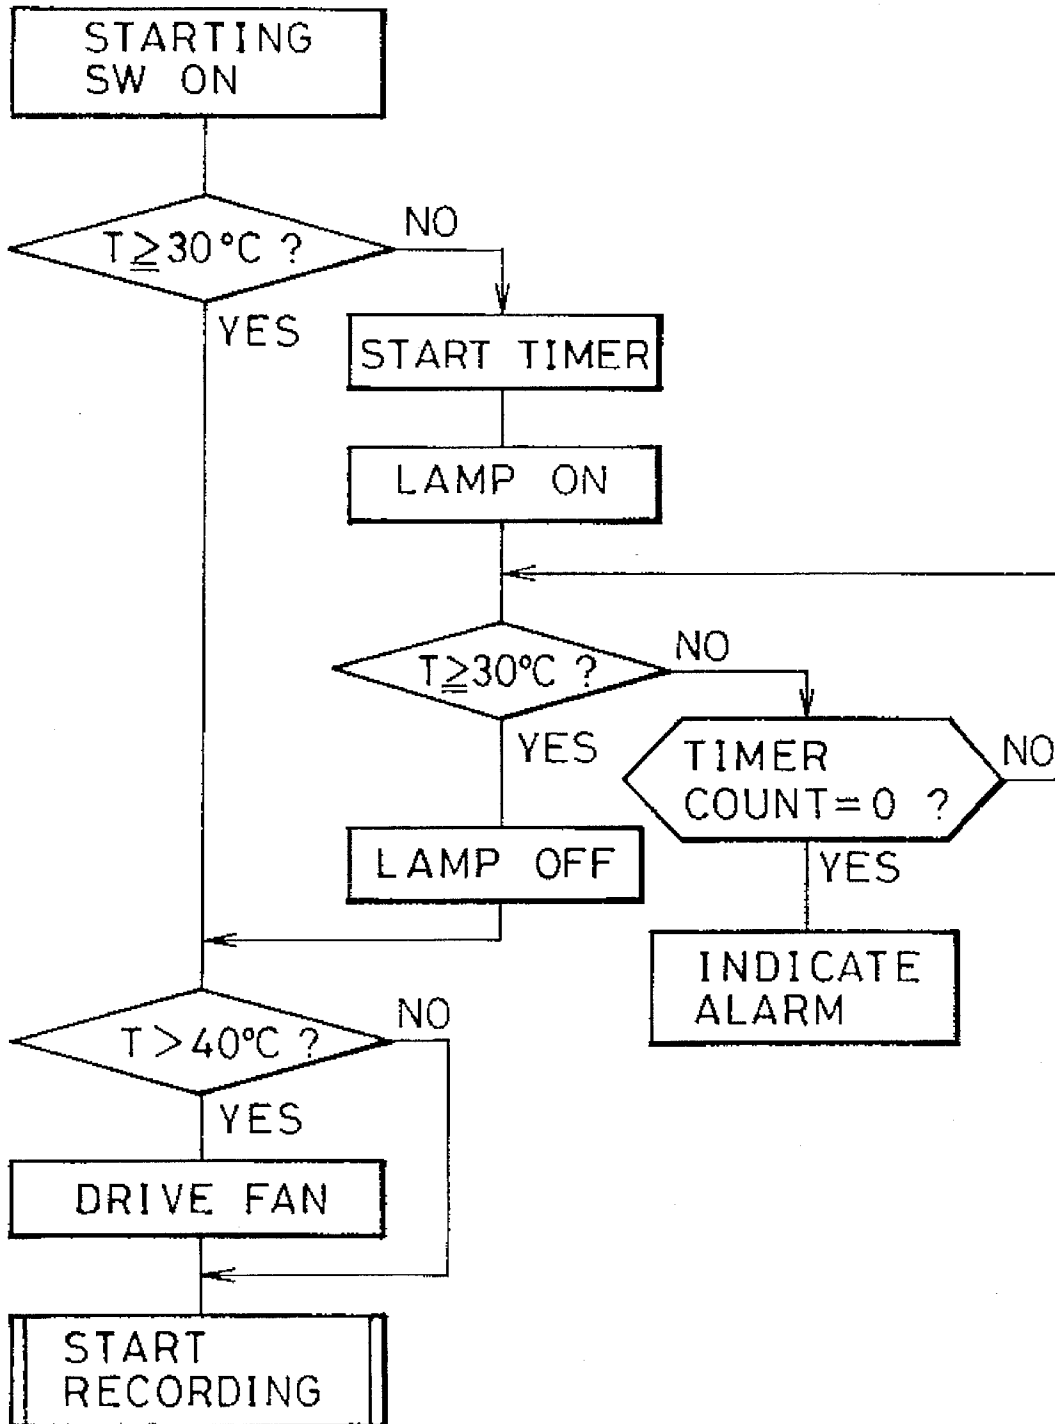 STARTING
SW ON
T≧30°C ?
NO
YES
START TIMER
LAMP ON
T≧30°C ?
NO
YES
TIMER
COUNT=0 ?
NO
YES
LAMP OFF
INDICATE
ALARM
T>40°C ?
NO
YES
DRIVE FAN
START
RECORDING